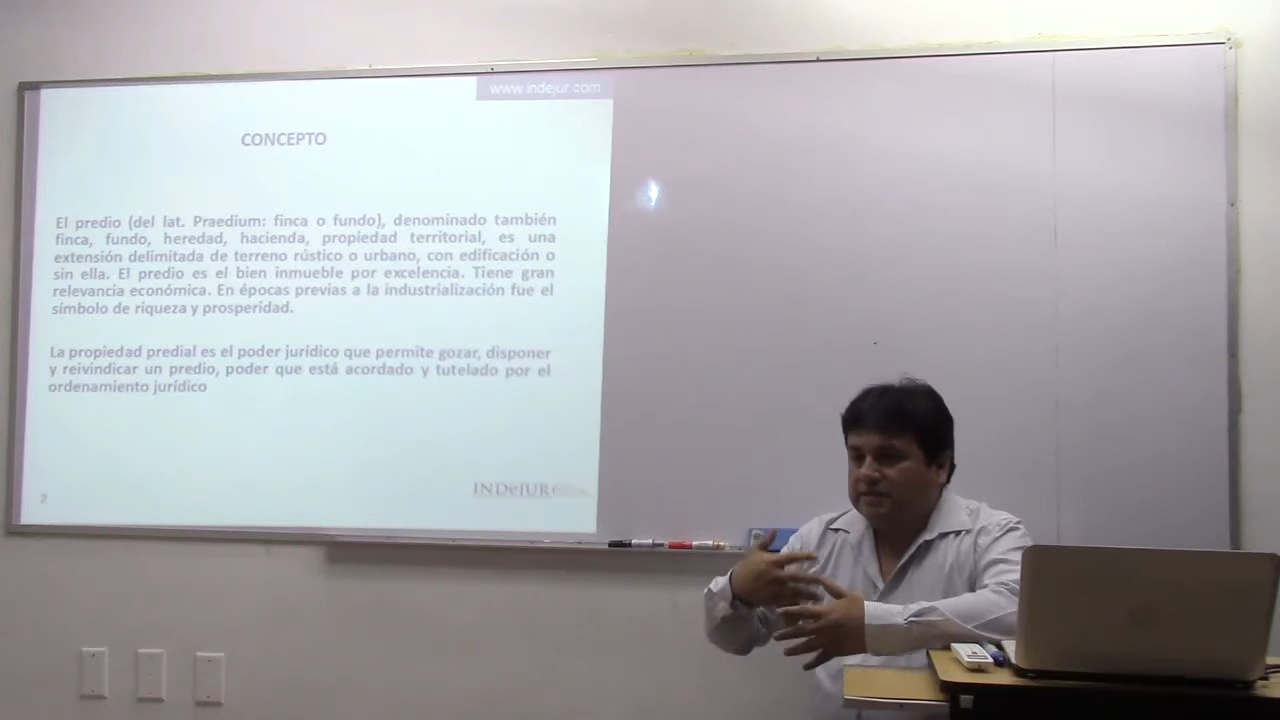 www.indejur.com
CONCEPTO
El predio (del lat. Praedium: finca o fundo), denominado también
finca, fundo, heredad, hacienda, propiedad territorial, es una
extensión delimitada de terreno rústico o urbano, con edificación o
sin ella. El predio es el bien inmueble por excelencia. Tiene gran
relevancia económica. En épocas previas a la industrialización fue el
símbolo de riqueza y prosperidad.
La propiedad predial es el poder jurídico que permite gozar, disponer
y reivindicar un predio, poder que está acordado y tutelado por el
ordenamiento jurídico
INDeJUR
2